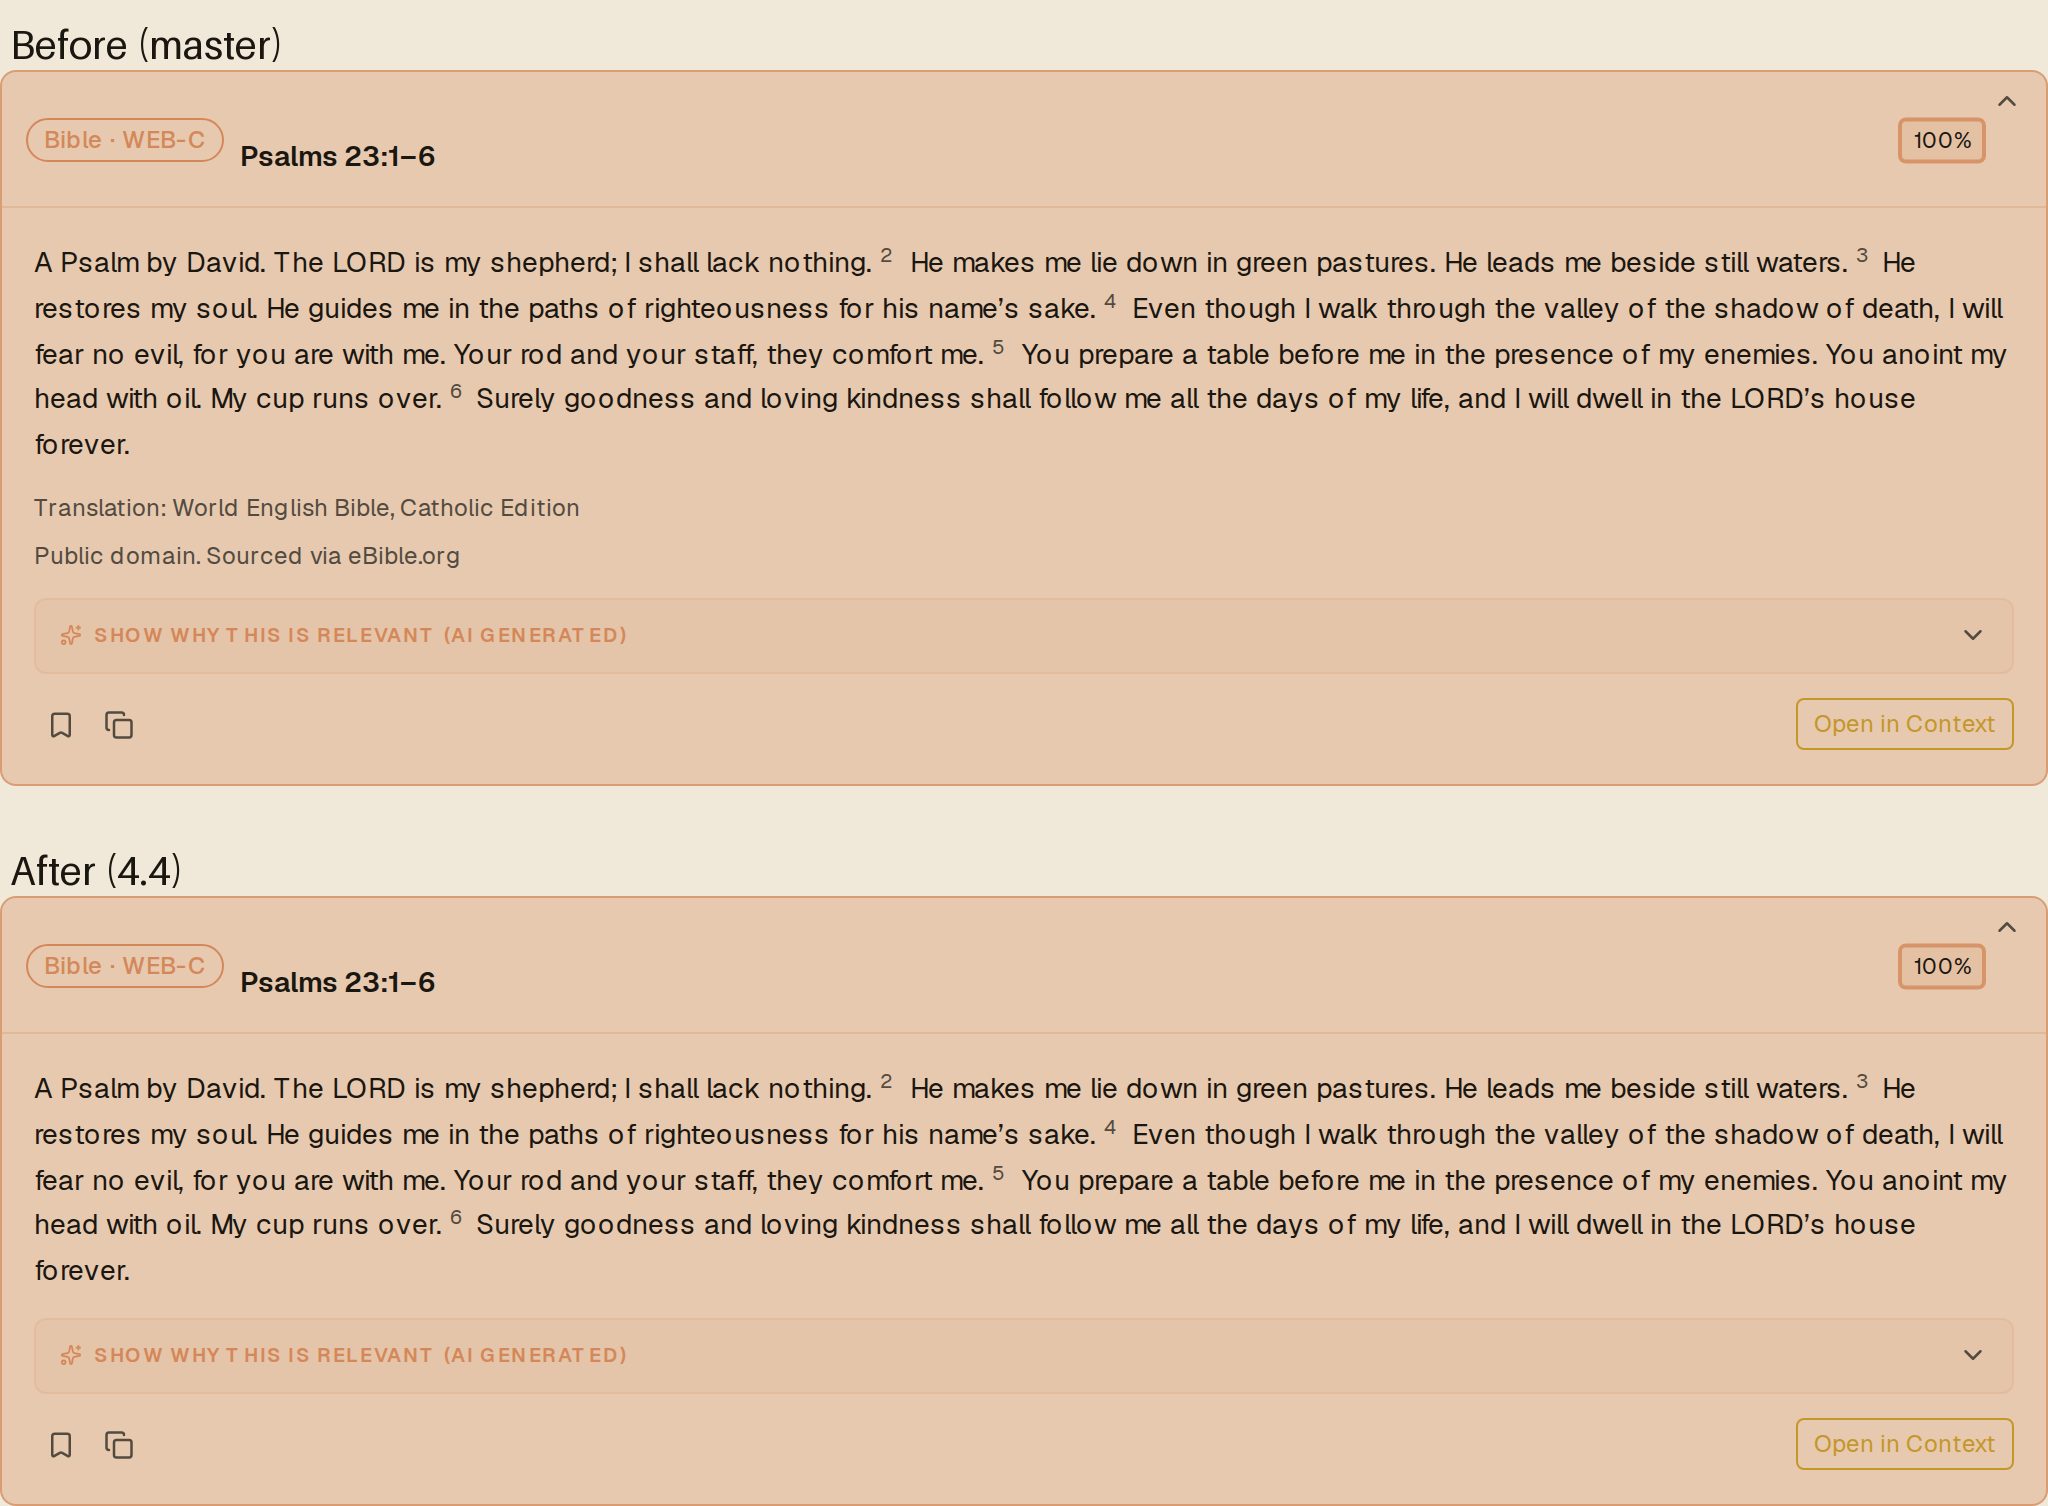 Before (master)
Bible · WEB-C
Psalms 23:1–6
100%
A Psalm by David. The LORD is my shepherd; I shall lack nothing. 2 He makes me lie down in green pastures. He leads me beside still waters. 3 He
restores my soul. He guides me in the paths of righteousness for his name’s sake. 4 Even though I walk through the valley of the shadow of death, I will
fear no evil, for you are with me. Your rod and your staff, they comfort me. 5 You prepare a table before me in the presence of my enemies. You anoint my
head with oil. My cup runs over. 6 Surely goodness and loving kindness shall follow me all the days of my life, and I will dwell in the LORD’s house
forever.
Translation: World English Bible, Catholic Edition
Public domain. Sourced via eBible.org
SHOW WHY THIS IS RELEVANT (AI GENERATED)
Open in Context
After (4.4)
Bible · WEB-C
Psalms 23:1–6
100%
A Psalm by David. The LORD is my shepherd; I shall lack nothing. 2 He makes me lie down in green pastures. He leads me beside still waters. 3 He
restores my soul. He guides me in the paths of righteousness for his name’s sake. 4 Even though I walk through the valley of the shadow of death, I will
fear no evil, for you are with me. Your rod and your staff, they comfort me. 5 You prepare a table before me in the presence of my enemies. You anoint my
head with oil. My cup runs over. 6 Surely goodness and loving kindness shall follow me all the days of my life, and I will dwell in the LORD’s house
forever.
SHOW WHY THIS IS RELEVANT (AI GENERATED)
Open in Context